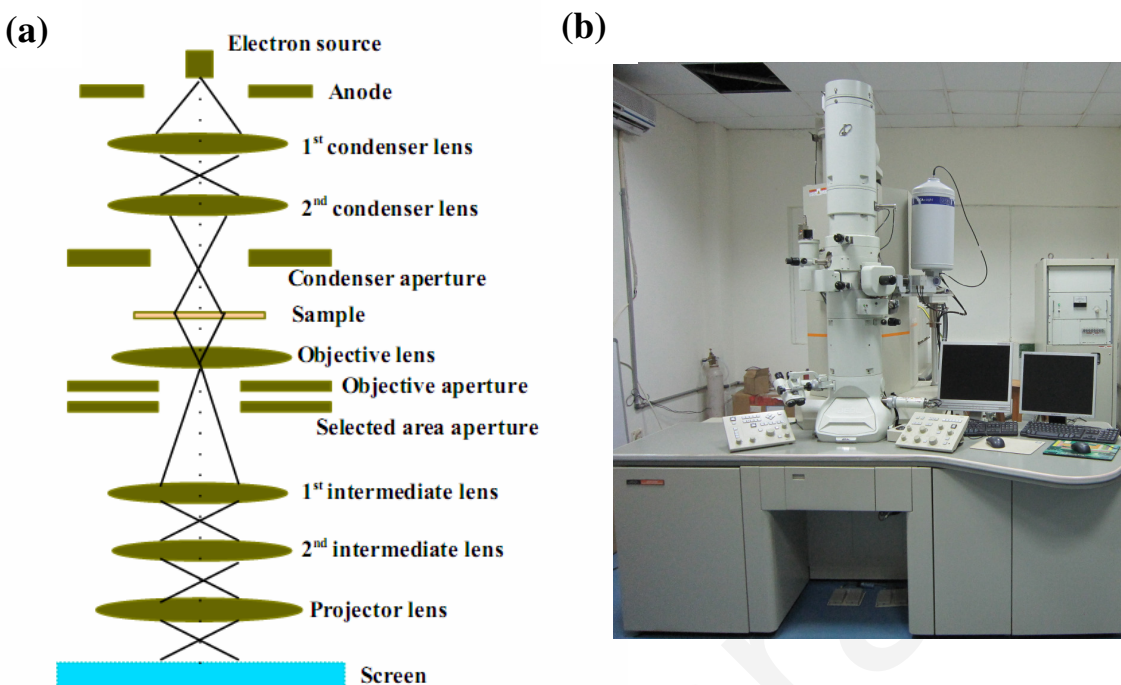 (a)
Electron source
Anode
1st condenser lens
2nd condenser lens
Condenser aperture
Sample
Objective lens
Objective aperture
Selected area aperture
1st intermediate lens
2nd intermediate lens
Projector lens
Screen
(b)